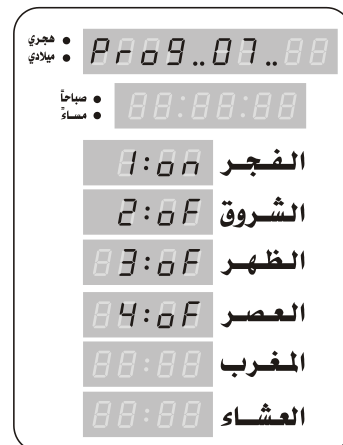 هجري
ميلادي
Prog..07..
صباحاً
مساءً
الفجر 1:on
الشروق 2:oF
الظهر 3:oF
العصر 4:oF
المغرب
العشاء